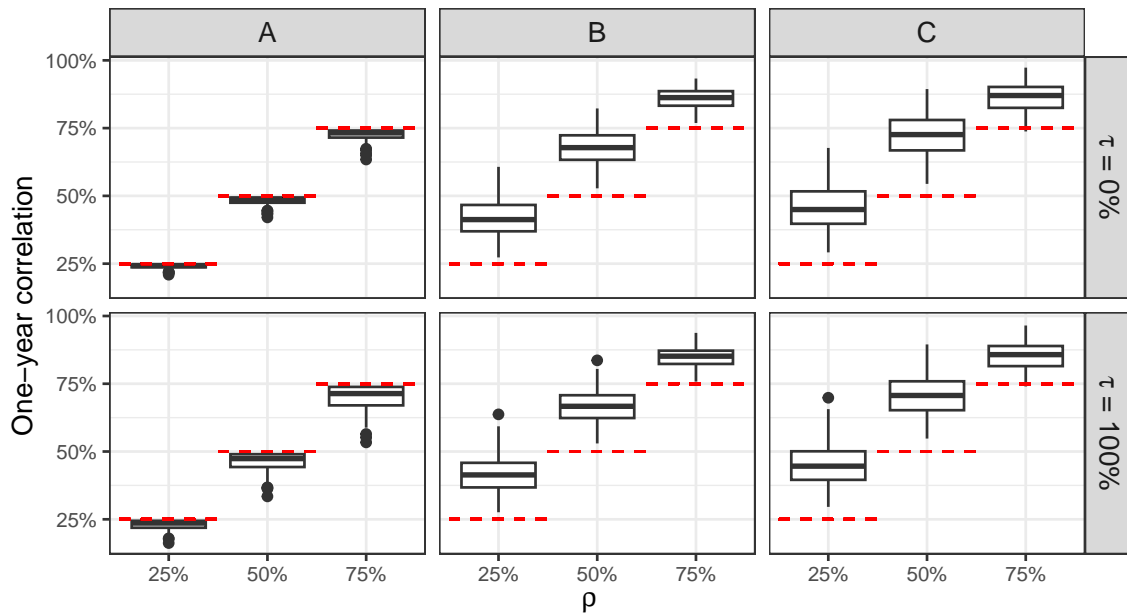 A B C
One−year correlation
100%
75%
50%
25%
τ = 0%
100%
75%
50%
25%
τ = 100%
25% 50% 75% 25% 50% 75% 25% 50% 75%
ρ